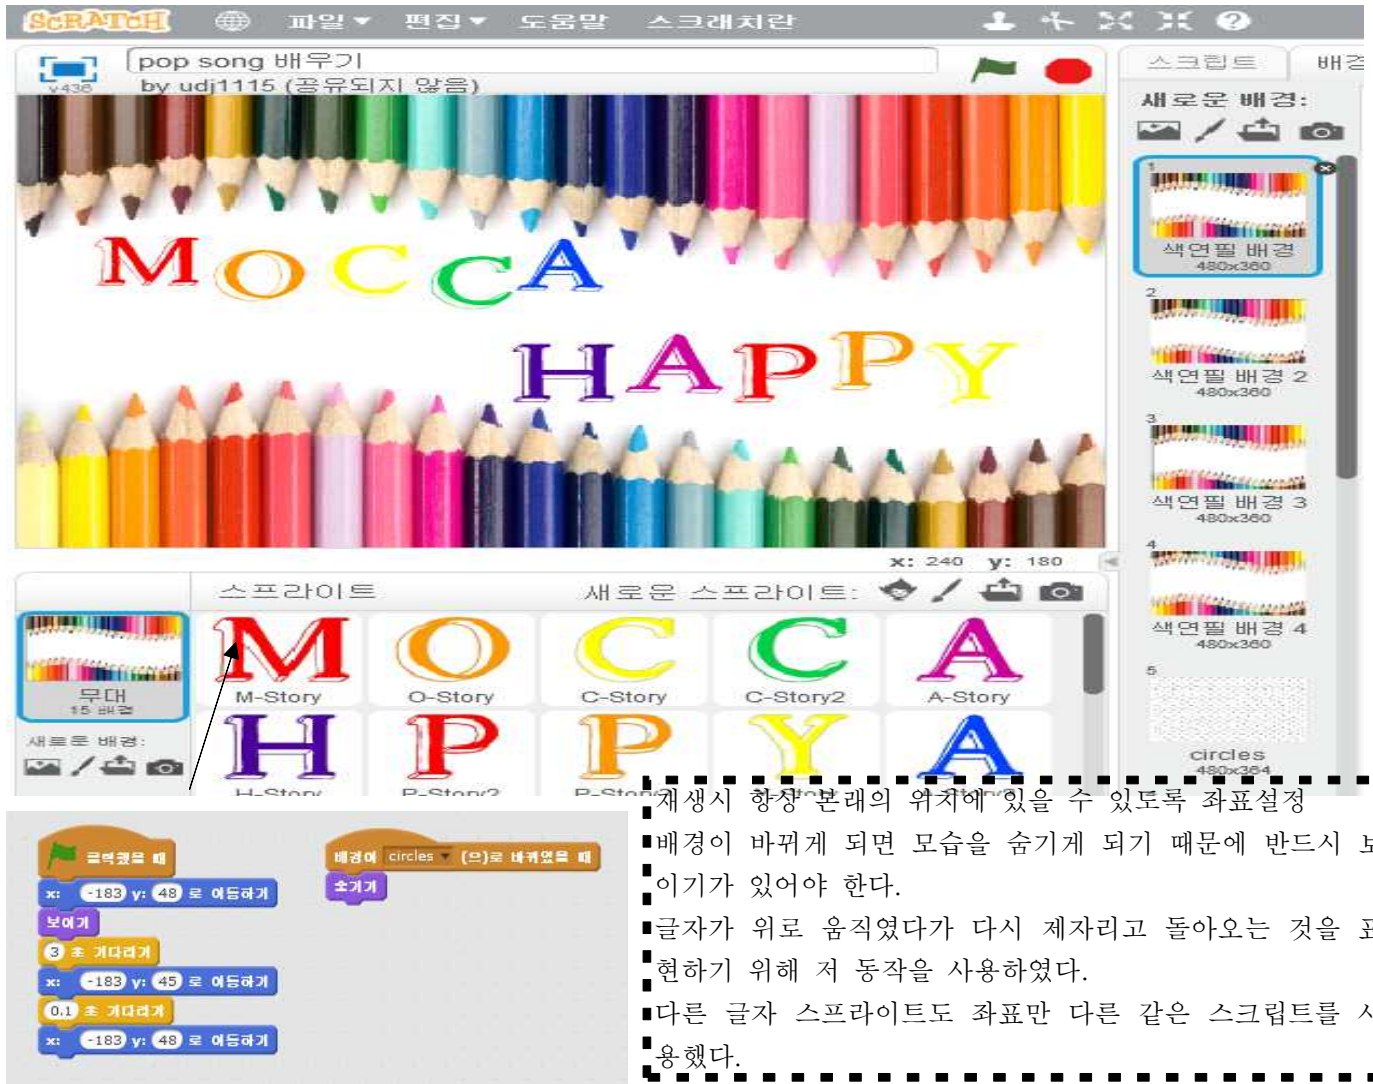 SCRATCH 파일▼ 편집▼ 도움말 스크래치란
pop song 배우기
v438 by udj1115 (공유되지 않음)
스크립트 배경
새로운 배경:
1
색연필 배경
480x360
2
색연필 배경 2
480x360
3
색연필 배경 3
480x360
4
색연필 배경 4
480x360
5
circles
480x364
MOCCA
HAPPY
x: 240 y: 180
스프라이트 새로운 스프라이트:
무대
15 배경
새로운 배경:
M O C C A
M-Story O-Story C-Story C-Story2 A-Story
H P P Y A
H-Story P-Story2
클릭했을 때
x: -183 y: 48 로 이동하기
보이기
3 초 기다리기
x: -183 y: 45 로 이동하기
0.1 초 기다리기
x: -183 y: 48 로 이동하기
배경이 circles (으)로 바뀌었을 때
숨기기
재생시 항상 본래의 위치에 있을 수 있도록 좌표설정
배경이 바뀌게 되면 모습을 숨기게 되기 때문에 반드시 보
이기가 있어야 한다.
글자가 위로 움직였다가 다시 제자리고 돌아오는 것을 표
현하기 위해 저 동작을 사용하였다.
다른 글자 스프라이트도 좌표만 다른 같은 스크립트를 사
용했다.